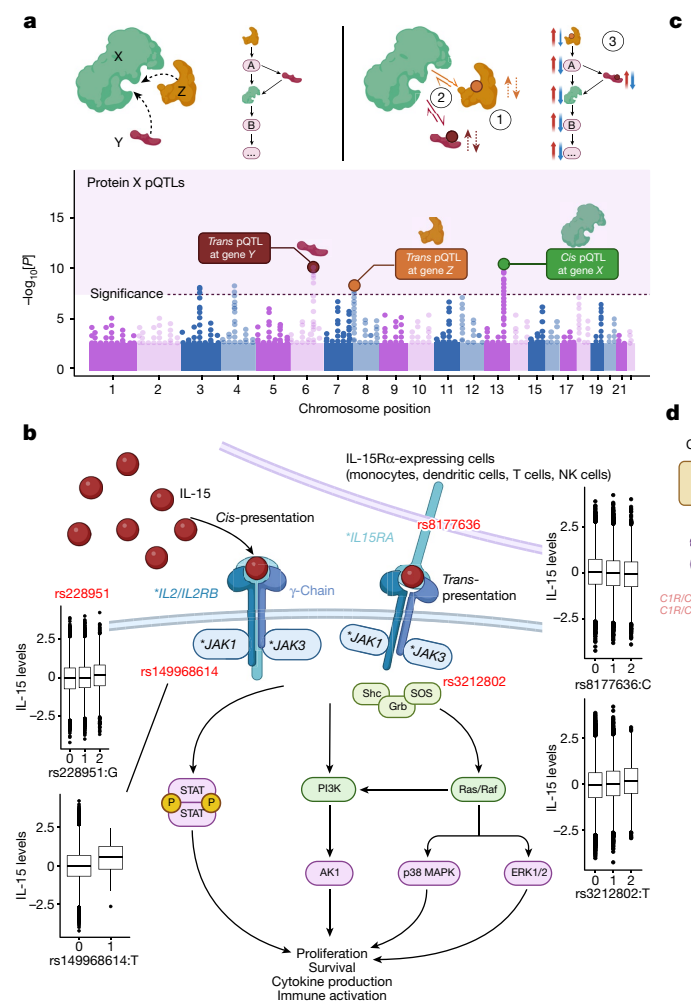 a
c
X
Z
Y
A
B
...
2
1
3
A
B
...
Protein X pQTLs
–log10[P]
15
10
5
0
Significance
Trans pQTL
at gene Y
Trans pQTL
at gene Z
Cis pQTL
at gene X
1 2 3 4 5 6 7 8 9 10 11 12 13 15 17 19 21
Chromosome position
b
d
IL-15
Cis-presentation
IL-15Rα-expressing cells
(monocytes, dendritic cells, T cells, NK cells)
rs8177636
*IL15RA
Trans-
presentation
rs228951
*IL2/IL2RB
γ-Chain
*JAK1
*JAK3
*JAK1
*JAK3
rs149968614
rs3212802
Shc
SOS
Grb
IL-15 levels
2.5
0
–2.5
0 1 2
rs228951:G
IL-15 levels
2.5
0
–2.5
0 1
rs149968614:T
IL-15 levels
2.5
0
–2.5
0 1 2
rs8177636:C
IL-15 levels
2.5
0
–2.5
0 1 2
rs3212802:T
STAT
P
P
STAT
PI3K
Ras/Raf
AK1
p38 MAPK
ERK1/2
Proliferation
Survival
Cytokine production
Immune activation
C1R/C
C1R/C